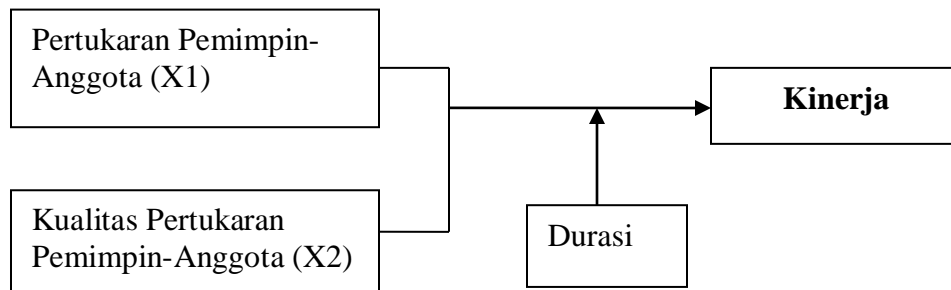 Pertukaran Pemimpin-
Anggota (X1)
Kinerja
Kualitas Pertukaran
Pemimpin-Anggota (X2)
Durasi